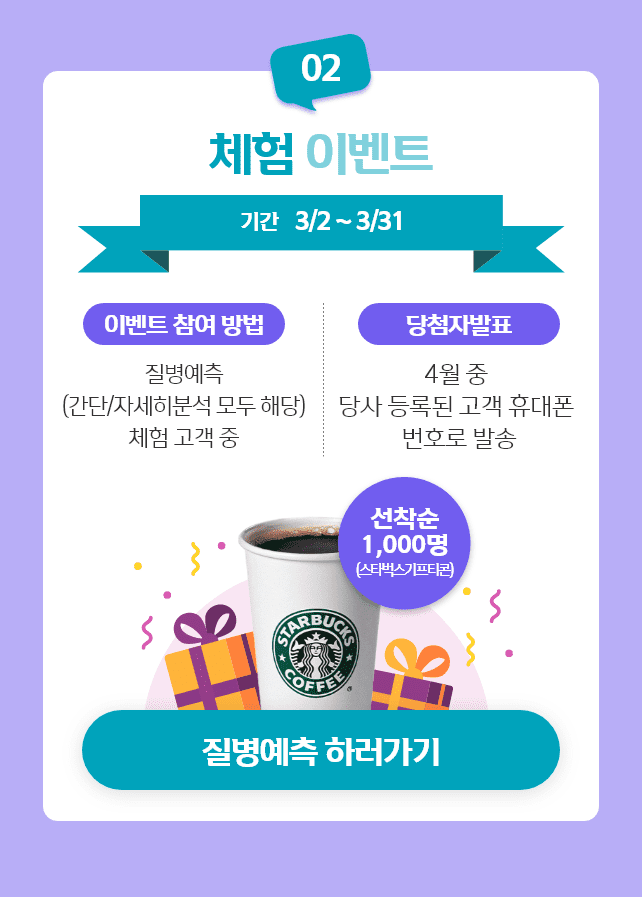 02
체험 이벤트
기간 3/2 ~ 3/31
이벤트 참여 방법
질병예측
(간단/자세히분석 모두 해당)
체험 고객 중
당첨자발표
4월 중
당사 등록된 고객 휴대폰
번호로 발송
선착순
1,000명
(스타벅스기프티콘)
STARBUCKS
COFFEE
®
질병예측 하러가기